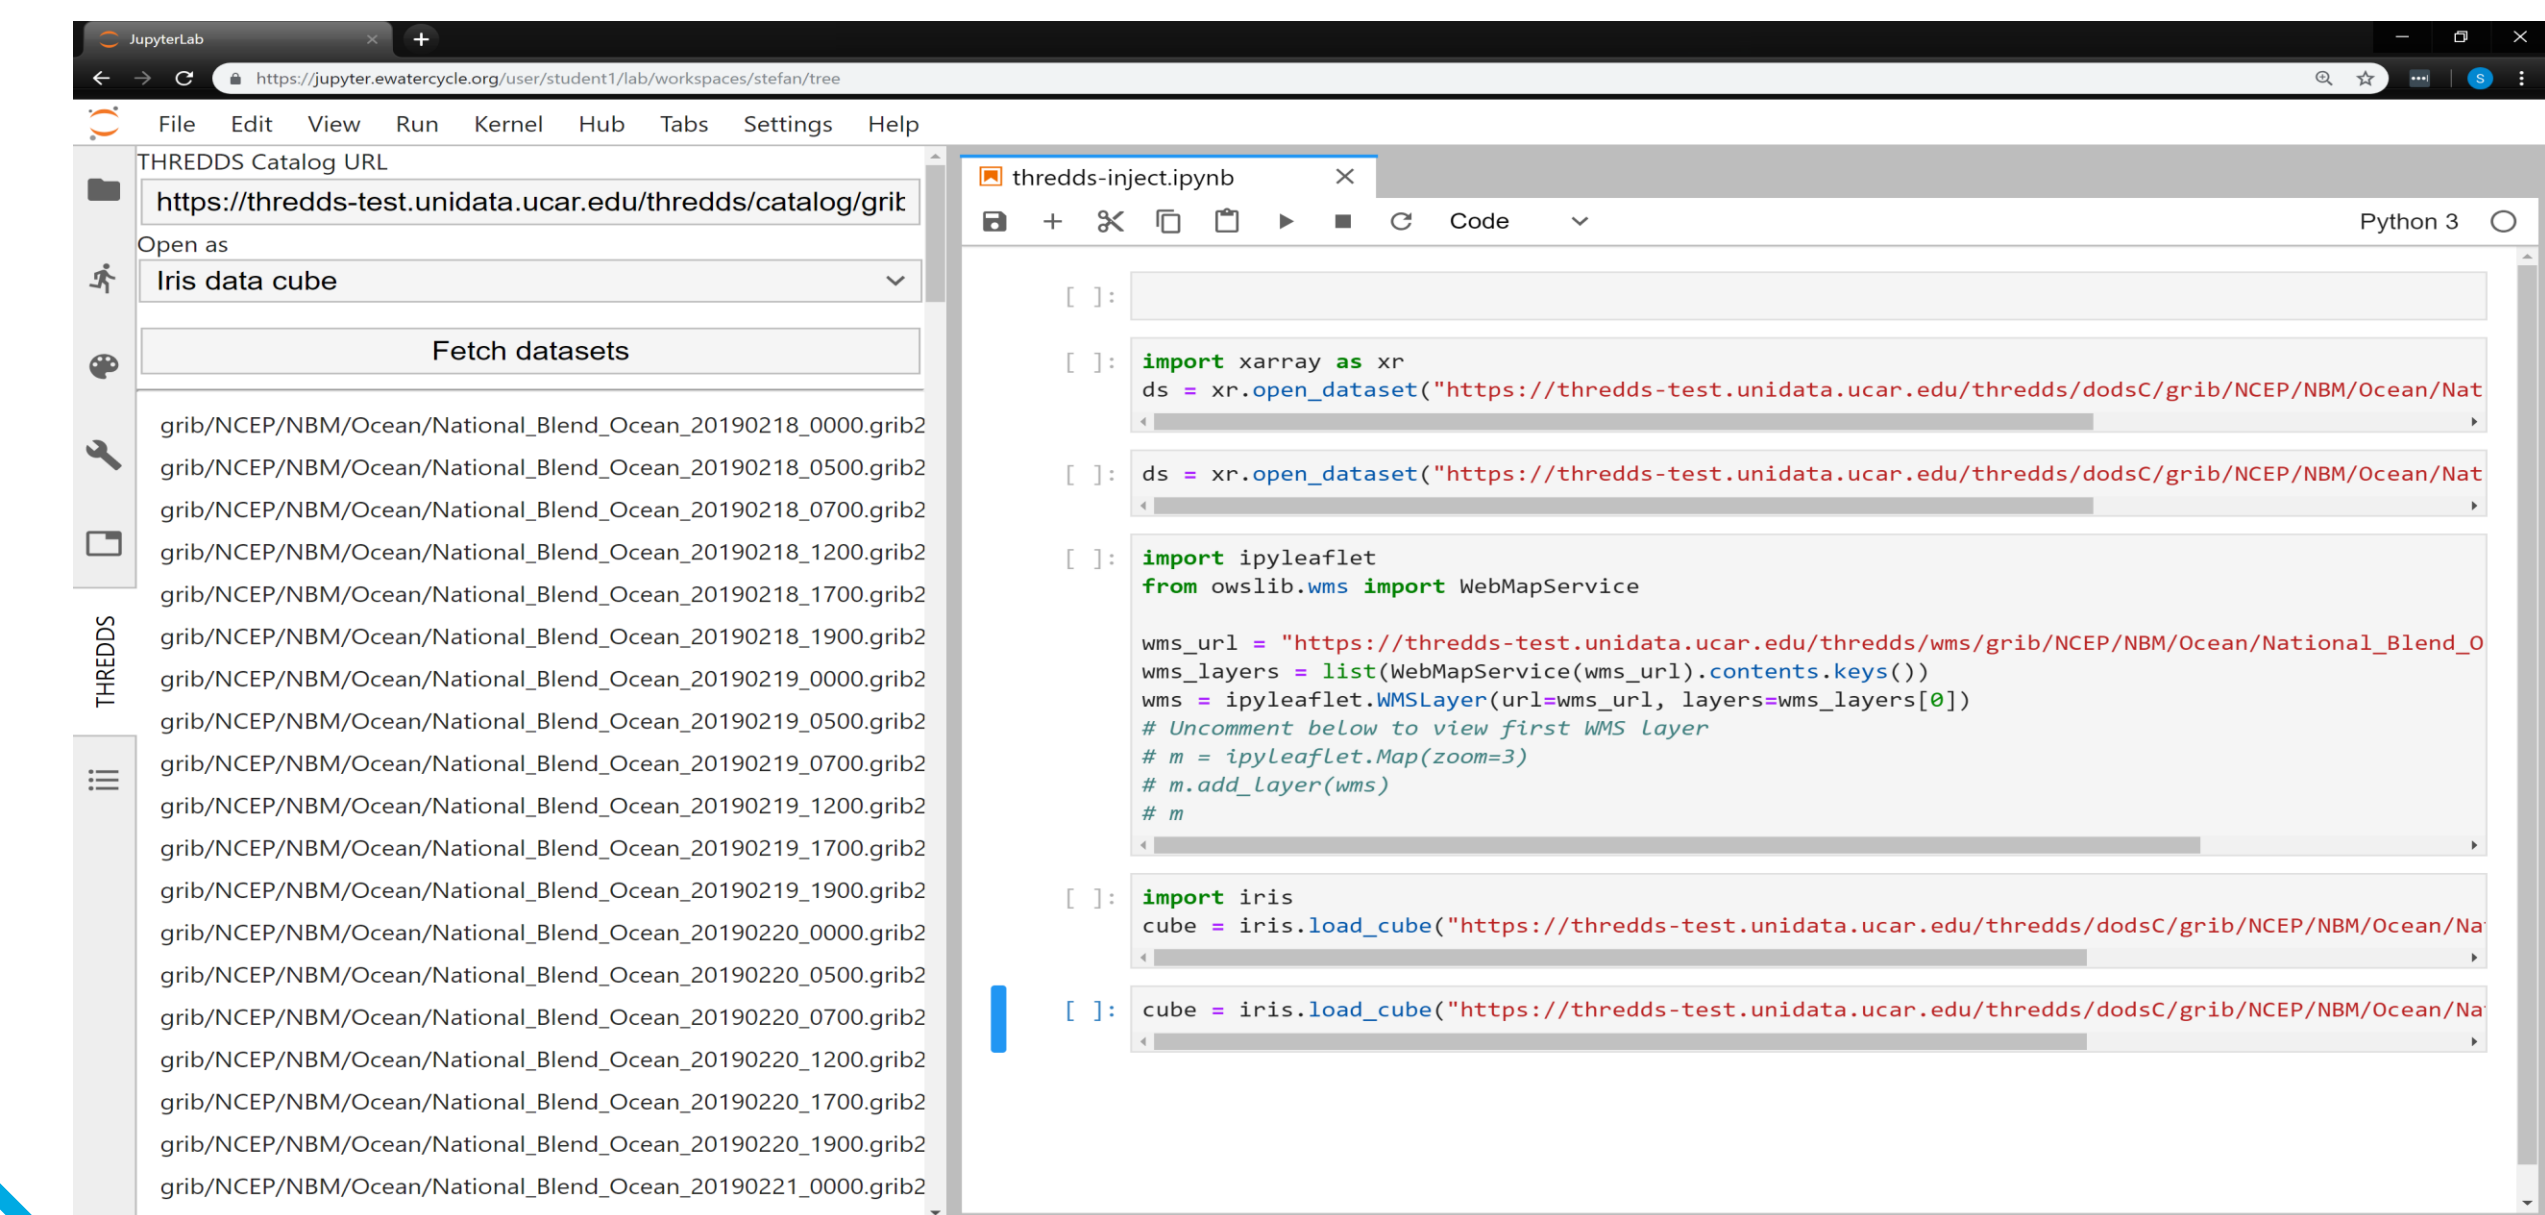 JupyterLab
https://jupyter.ewatercycle.org/user/student1/lab/workspaces/stefan/tree
S
File Edit View Run Kernel Hub Tabs Settings Help
THREDDS Catalog URL
https://thredds-test.unidata.ucar.edu/thredds/catalog/grib
Open as
Iris data cube
Fetch datasets
grib/NCEP/NBM/Ocean/National_Blend_Ocean_20190218_0000.grib2
grib/NCEP/NBM/Ocean/National_Blend_Ocean_20190218_0500.grib2
grib/NCEP/NBM/Ocean/National_Blend_Ocean_20190218_0700.grib2
grib/NCEP/NBM/Ocean/National_Blend_Ocean_20190218_1200.grib2
grib/NCEP/NBM/Ocean/National_Blend_Ocean_20190218_1700.grib2
grib/NCEP/NBM/Ocean/National_Blend_Ocean_20190218_1900.grib2
grib/NCEP/NBM/Ocean/National_Blend_Ocean_20190219_0000.grib2
grib/NCEP/NBM/Ocean/National_Blend_Ocean_20190219_0500.grib2
grib/NCEP/NBM/Ocean/National_Blend_Ocean_20190219_0700.grib2
grib/NCEP/NBM/Ocean/National_Blend_Ocean_20190219_1200.grib2
grib/NCEP/NBM/Ocean/National_Blend_Ocean_20190219_1700.grib2
grib/NCEP/NBM/Ocean/National_Blend_Ocean_20190219_1900.grib2
grib/NCEP/NBM/Ocean/National_Blend_Ocean_20190220_0000.grib2
grib/NCEP/NBM/Ocean/National_Blend_Ocean_20190220_0500.grib2
grib/NCEP/NBM/Ocean/National_Blend_Ocean_20190220_0700.grib2
grib/NCEP/NBM/Ocean/National_Blend_Ocean_20190220_1200.grib2
grib/NCEP/NBM/Ocean/National_Blend_Ocean_20190220_1700.grib2
grib/NCEP/NBM/Ocean/National_Blend_Ocean_20190220_1900.grib2
grib/NCEP/NBM/Ocean/National_Blend_Ocean_20190221_0000.grib2
THREDDS
thredds-inject.ipynb
Code
Python 3
[ ]:
[ ]: import xarray as xr
ds = xr.open_dataset("https://thredds-test.unidata.ucar.edu/thredds/dodsC/grib/NCEP/NBM/Ocean/Nat
[ ]: ds = xr.open_dataset("https://thredds-test.unidata.ucar.edu/thredds/dodsC/grib/NCEP/NBM/Ocean/Nat
[ ]: import ipyleaflet
from owslib.wms import WebMapService
wms_url = "https://thredds-test.unidata.ucar.edu/thredds/wms/grib/NCEP/NBM/Ocean/National_Blend_O
wms_layers = list(WebMapService(wms_url).contents.keys())
wms = ipyleaflet.WMSLayer(url=wms_url, layers=wms_layers[0])
# Uncomment below to view first WMS layer
# m = ipyleaflet.Map(zoom=3)
# m.add_layer(wms)
# m
[ ]: import iris
cube = iris.load_cube("https://thredds-test.unidata.ucar.edu/thredds/dodsC/grib/NCEP/NBM/Ocean/Na
[ ]: cube = iris.load_cube("https://thredds-test.unidata.ucar.edu/thredds/dodsC/grib/NCEP/NBM/Ocean/Na